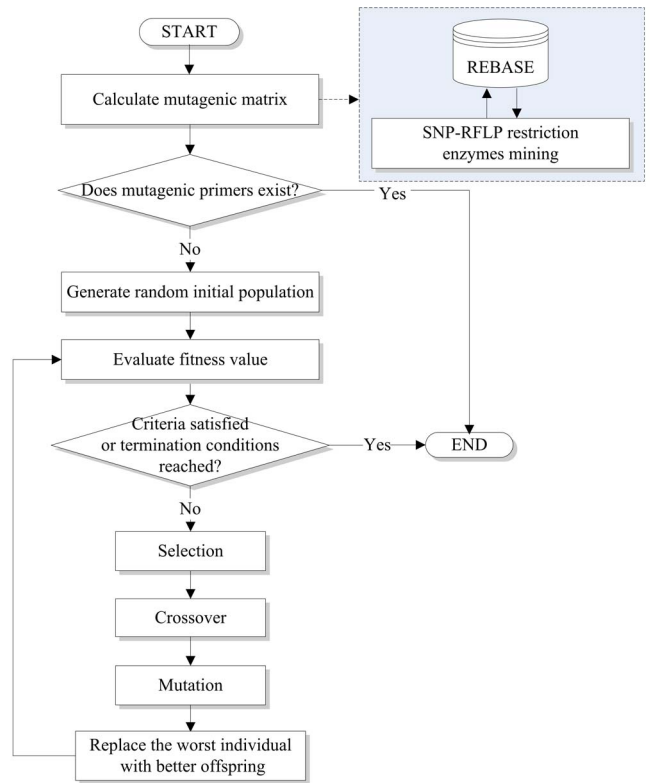 START
Calculate mutagenic matrix
REBASE
SNP-RFLP restriction
enzymes mining
Does mutagenic primers exist?
Yes
No
Generate random initial population
Evaluate fitness value
Criteria satisfied
or termination conditions
reached?
Yes
END
No
Selection
Crossover
Mutation
Replace the worst individual
with better offspring